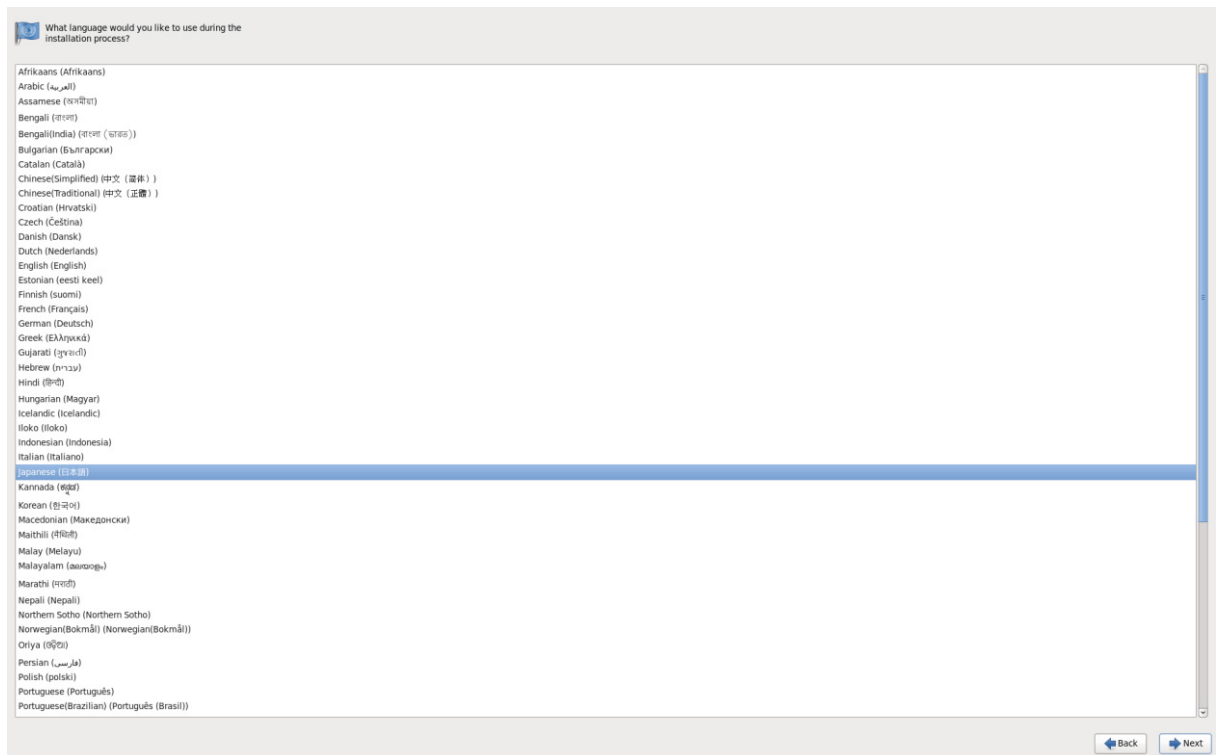 What language would you like to use during the
installation process?
Afrikaans (Afrikaans)
Arabic (العربية)
Assamese (অসমীয়া)
Bengali (বাংলা)
Bengali(India) (বাংলা (ভারত))
Bulgarian (Български)
Catalan (Català)
Chinese(Simplified) (中文（简体）)
Chinese(Traditional) (中文（正體）)
Croatian (Hrvatski)
Czech (Čeština)
Danish (Dansk)
Dutch (Nederlands)
English (English)
Estonian (eesti keel)
Finnish (suomi)
French (Français)
German (Deutsch)
Greek (Ελληνικά)
Gujarati (ગુજરાતી)
Hebrew (עברית)
Hindi (हिन्दी)
Hungarian (Magyar)
Icelandic (Icelandic)
Iloko (Iloko)
Indonesian (Indonesia)
Italian (Italiano)
Japanese (日本語)
Kannada (ಕನ್ನಡ)
Korean (한국어)
Macedonian (Македонски)
Maithili (मैथिली)
Malay (Melayu)
Malayalam (മലയാളം)
Marathi (मराठी)
Nepali (Nepali)
Northern Sotho (Northern Sotho)
Norwegian(Bokmål) (Norwegian(Bokmål))
Oriya (ଓଡ଼ିଆ)
Persian (فارسی)
Polish (polski)
Portuguese (Português)
Portuguese(Brazilian) (Português (Brasil))
Back
Next